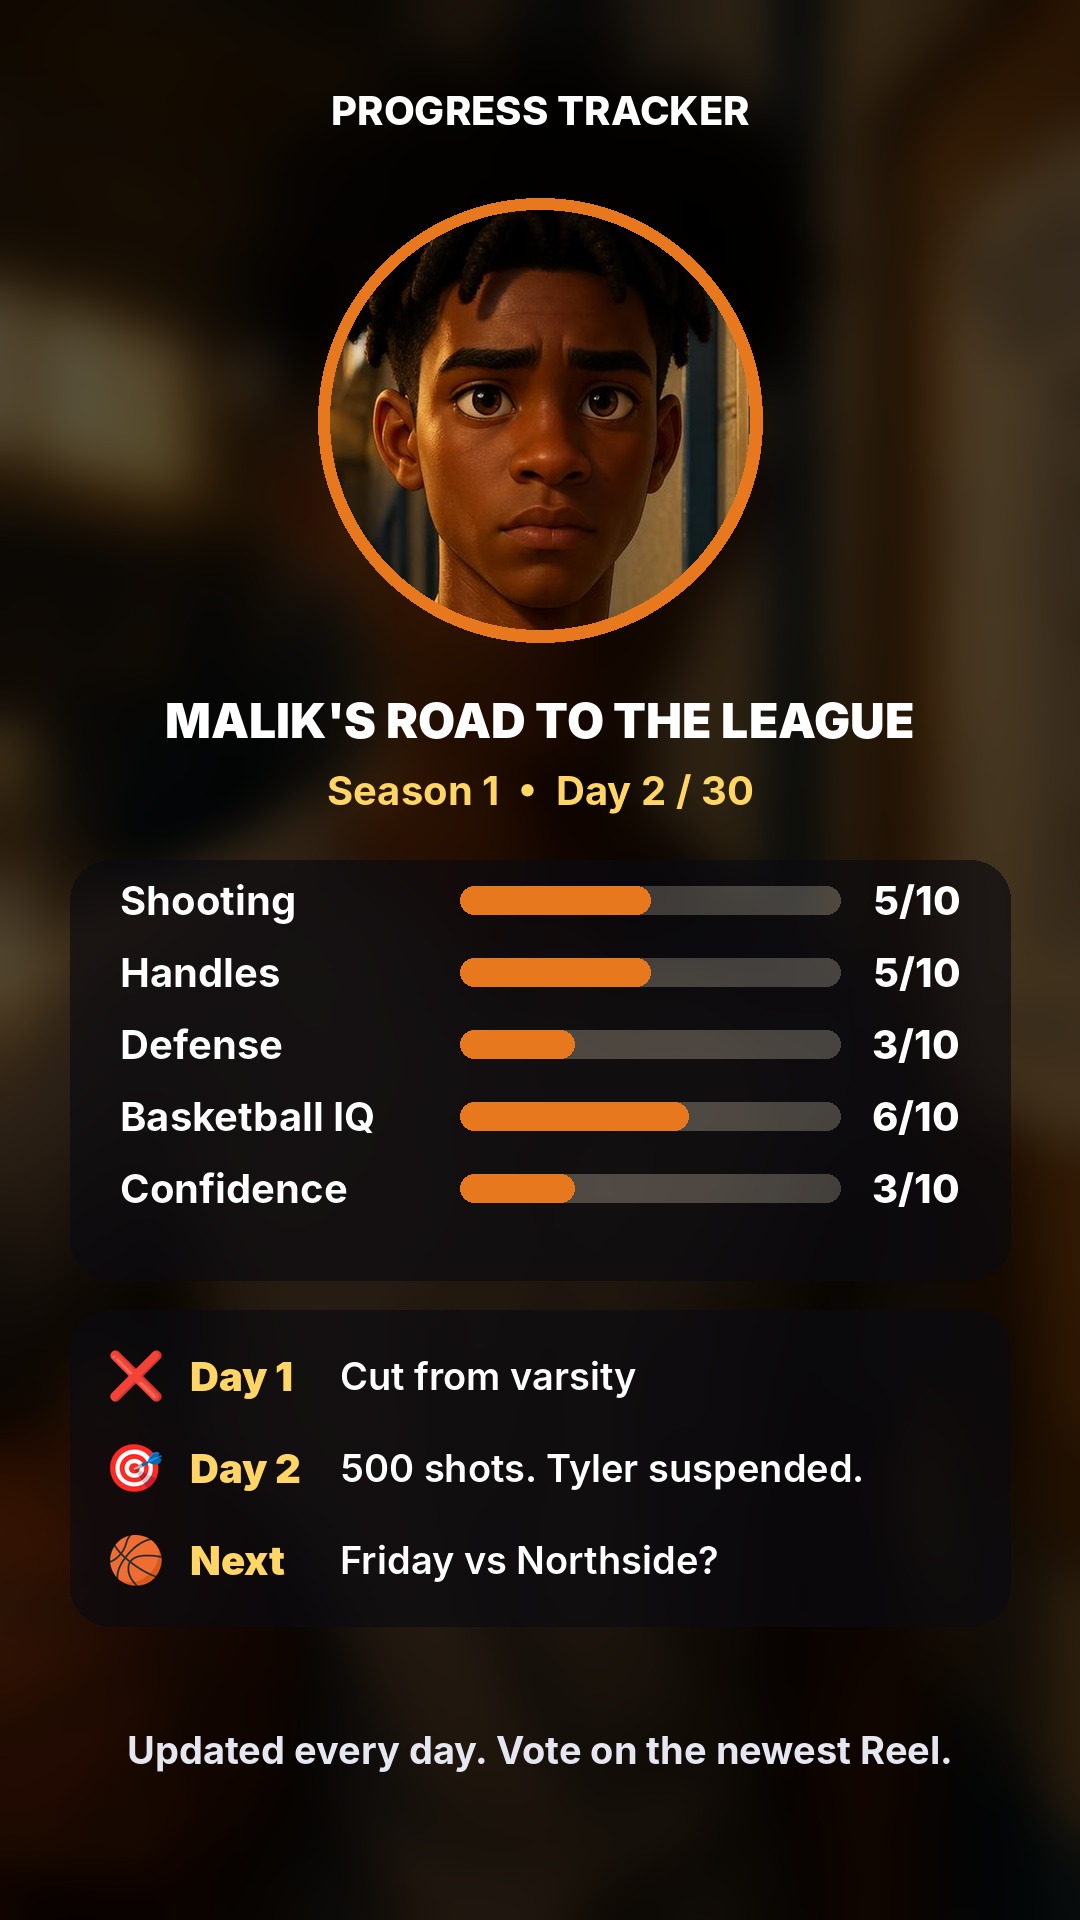 PROGRESS TRACKER
MALIK'S ROAD TO THE LEAGUE
Season 1 • Day 2 / 30
Shooting 5/10
Handles 5/10
Defense 3/10
Basketball IQ 6/10
Confidence 3/10
Day 1 Cut from varsity
Day 2 500 shots. Tyler suspended.
Next Friday vs Northside?
Updated every day. Vote on the newest Reel.